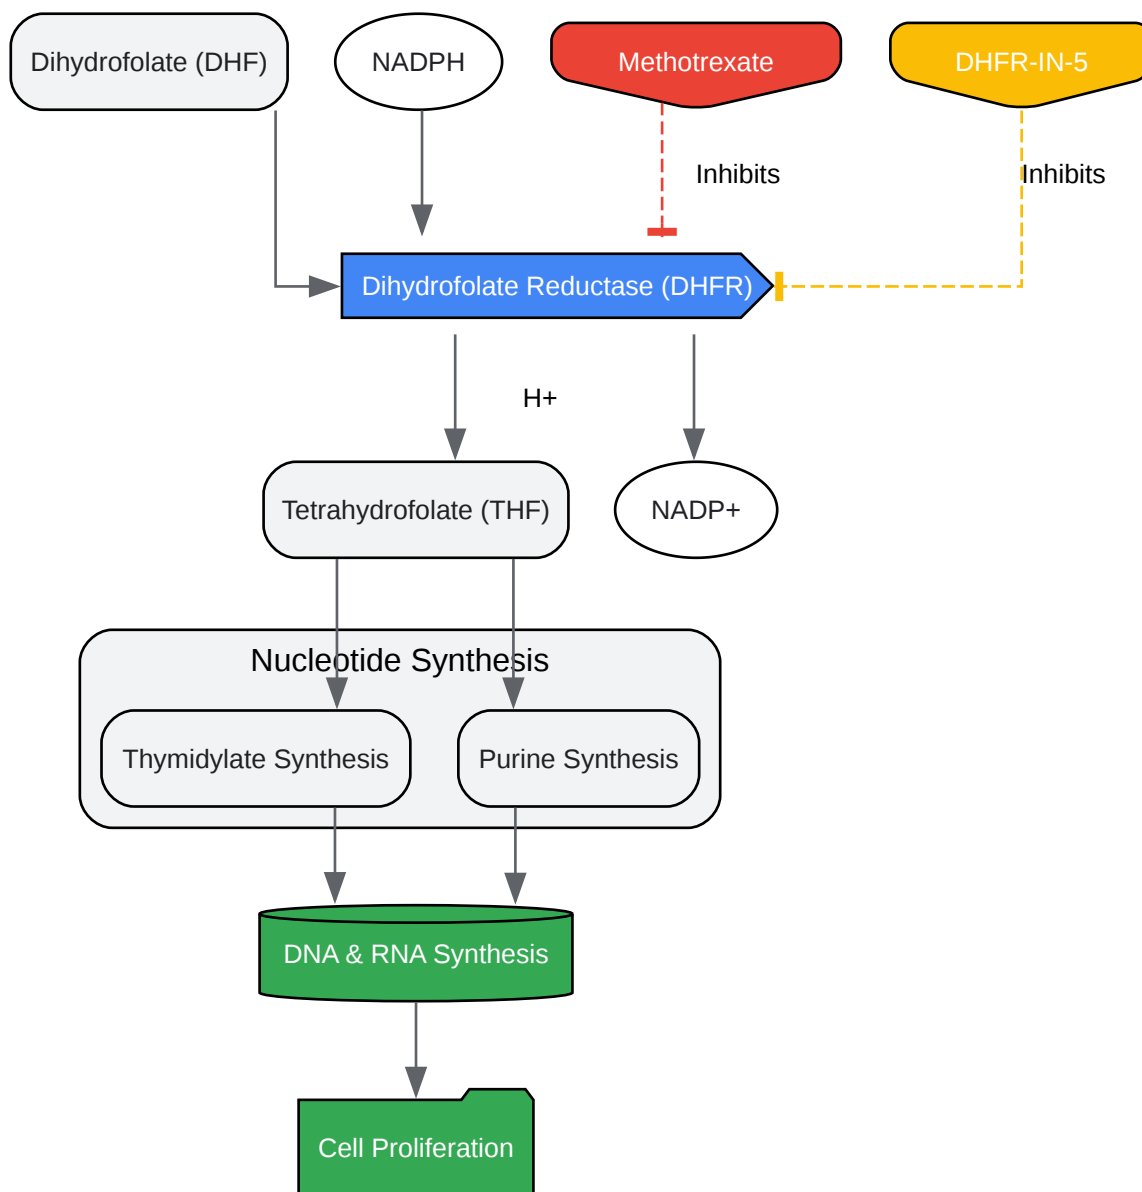 Dihydrofolate (DHF)
NADPH
Methotrexate
DHFR-IN-5
Inhibits
Inhibits
Dihydrofolate Reductase (DHFR)
H+
Tetrahydrofolate (THF)
NADP+
Nucleotide Synthesis
Thymidylate Synthesis
Purine Synthesis
DNA & RNA Synthesis
Cell Proliferation